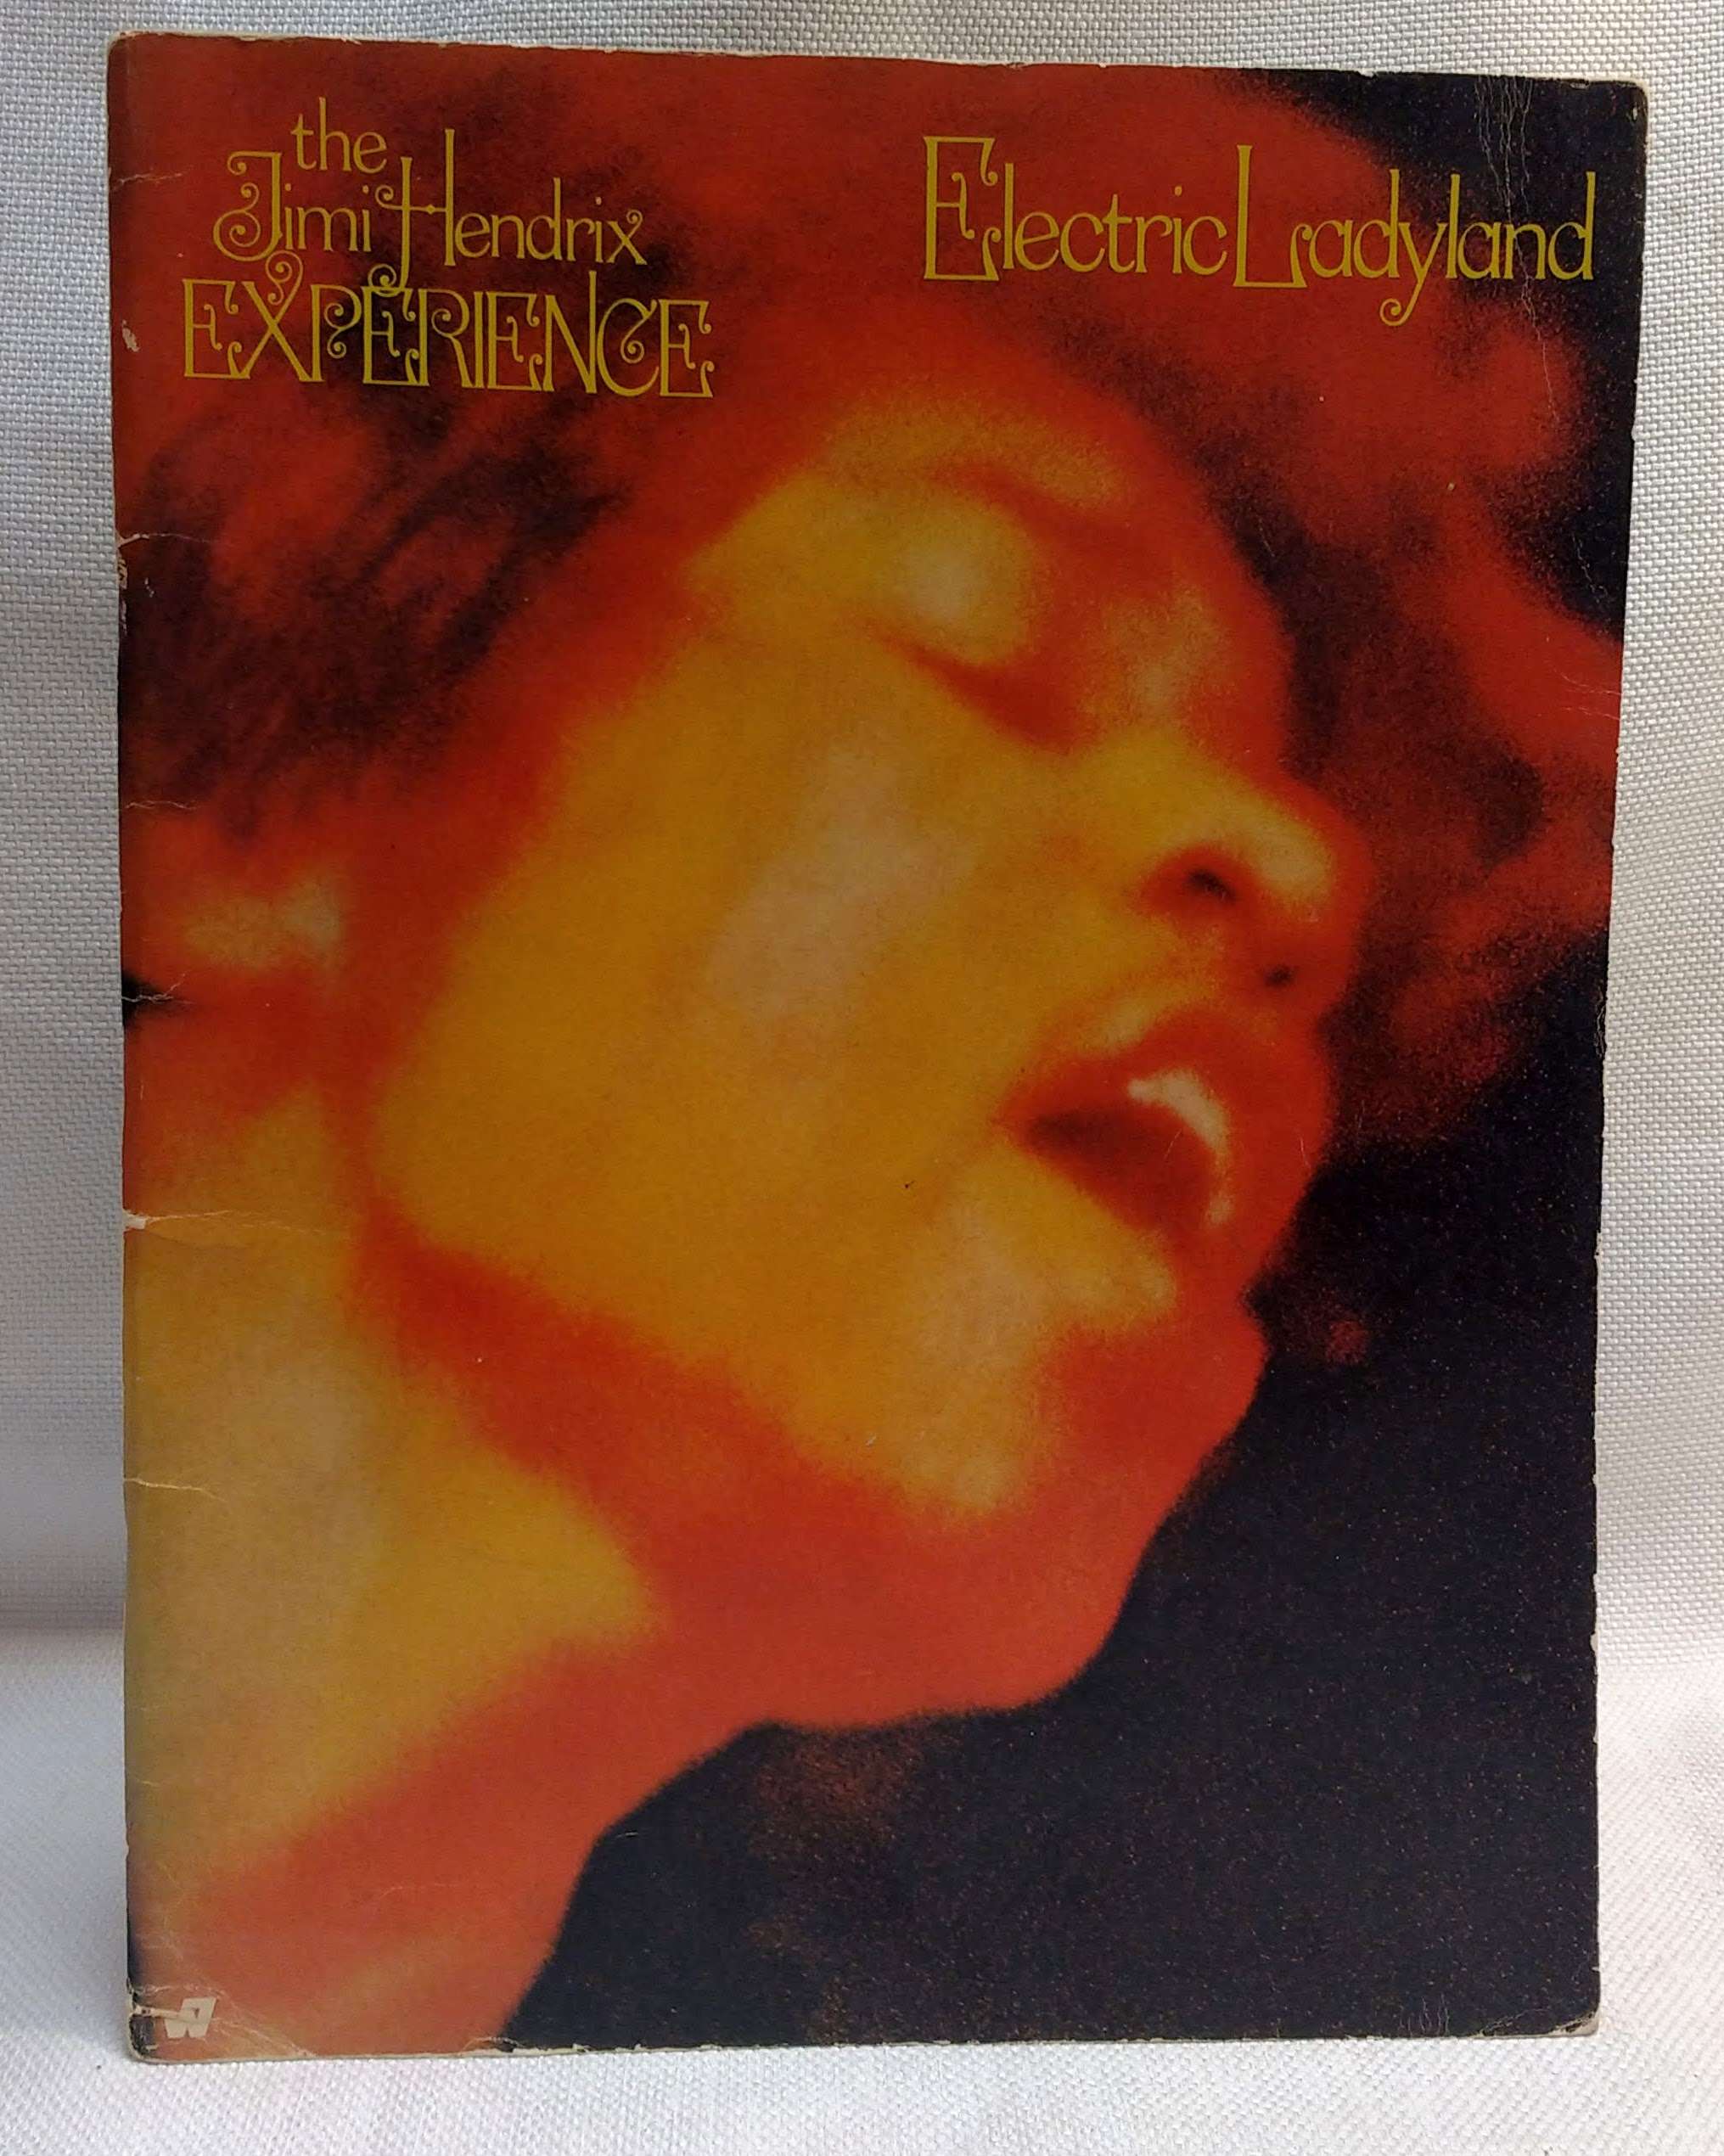 the
Jimi Hendrix
EXPERIENCE
Electric Ladyland
W